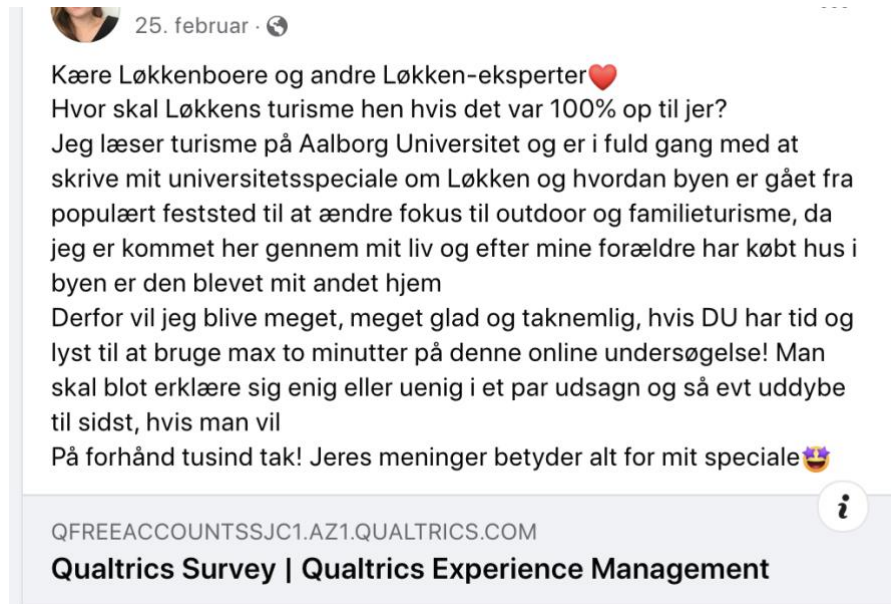 25. februar ·
Kære Løkkenboere og andre Løkken-eksperter❤️
Hvor skal Løkkens turisme hen hvis det var 100% op til jer?
Jeg læser turisme på Aalborg Universitet og er i fuld gang med at
skrive mit universitetsspeciale om Løkken og hvordan byen er gået fra
populært feststed til at ændre fokus til outdoor og familieturisme, da
jeg er kommet her gennem mit liv og efter mine forældre har købt hus i
byen er den blevet mit andet hjem
Derfor vil jeg blive meget, meget glad og taknemlig, hvis DU har tid og
lyst til at bruge max to minutter på denne online undersøgelse! Man
skal blot erklære sig enig eller uenig i et par udsagn og så evt uddybe
til sidst, hvis man vil
På forhånd tusind tak! Jeres meninger betyder alt for mit speciale🤩
i
QFREEACCOUNTSSJC1.AZ1.QUALTRICS.COM
Qualtrics Survey | Qualtrics Experience Management